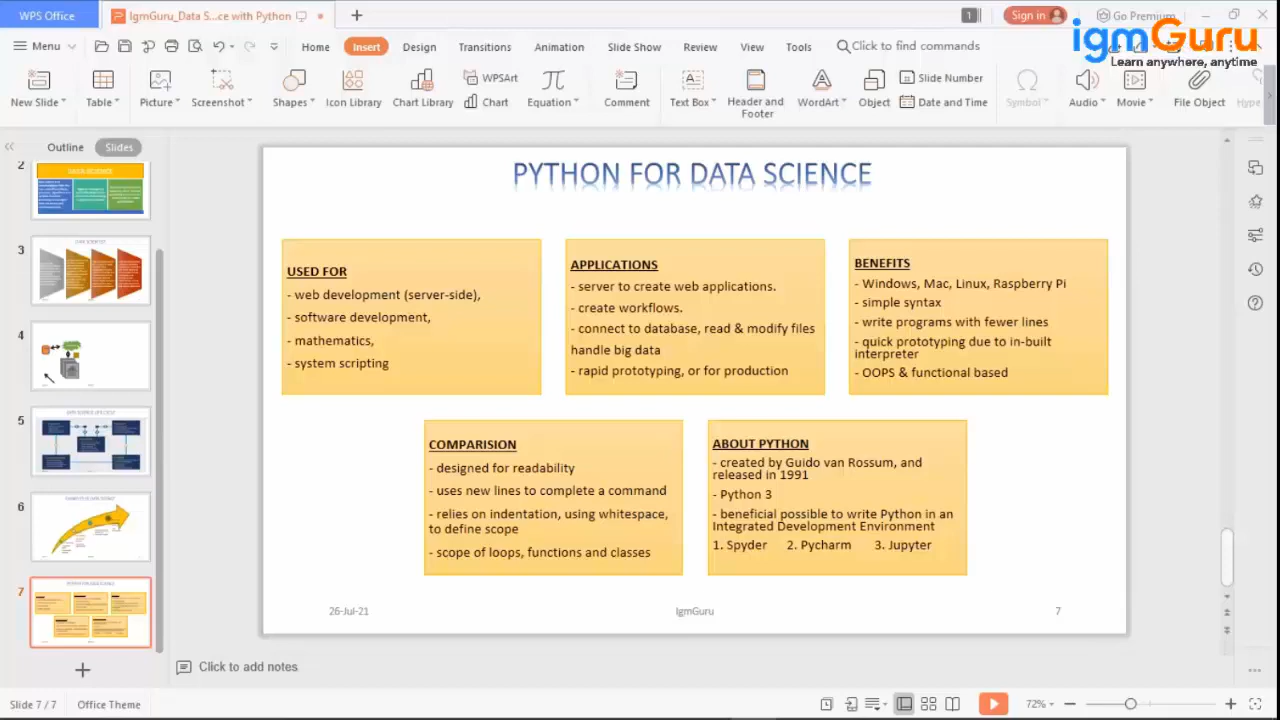 WPS Office
IgmGuru_Data S...ce with Python
1
Sign in
Go Premium
igmGuru
Learn anywhere, anytime
Menu
Home
Insert
Design
Transitions
Animation
Slide Show
Review
View
Tools
Click to find commands
New Slide
Table
Picture
Screenshot
Shapes
Icon Library
Chart Library
WPSArt
Chart
Equation
Comment
Text Box
Header and
Footer
WordArt
Object
Slide Number
Date and Time
Symbol
Audio
Movie
File Object
Hype
Outline
Slides
2
3
4
5
6
7
PYTHON FOR DATA SCIENCE
USED FOR
- web development (server-side),
- software development,
- mathematics,
- system scripting
APPLICATIONS
- server to create web applications.
- create workflows.
- connect to database, read & modify files
handle big data
- rapid prototyping, or for production
BENEFITS
- Windows, Mac, Linux, Raspberry Pi
- simple syntax
- write programs with fewer lines
- quick prototyping due to in-built
interpreter
- OOPS & functional based
COMPARISION
- designed for readability
- uses new lines to complete a command
- relies on indentation, using whitespace,
to define scope
- scope of loops, functions and classes
ABOUT PYTHON
- created by Guido van Rossum, and
released in 1991
- Python 3
- beneficial possible to write Python in an
Integrated Development Environment
1. Spyder 2. Pycharm 3. Jupyter
26-Jul-21
IgmGuru
7
Click to add notes
Slide 7 / 7
Office Theme
72%